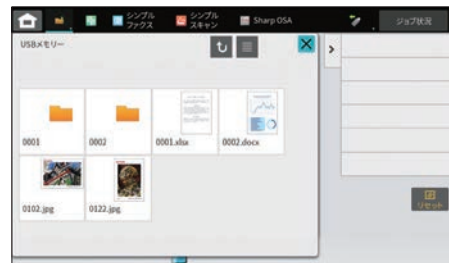 シンプル
ファクス
シンプル
スキャン
Sharp OSA
ジョブ状況
USBメモリー
0001
0002
0001.xlsx
0002.docx
0102.jpg
0122.jpg
リセット